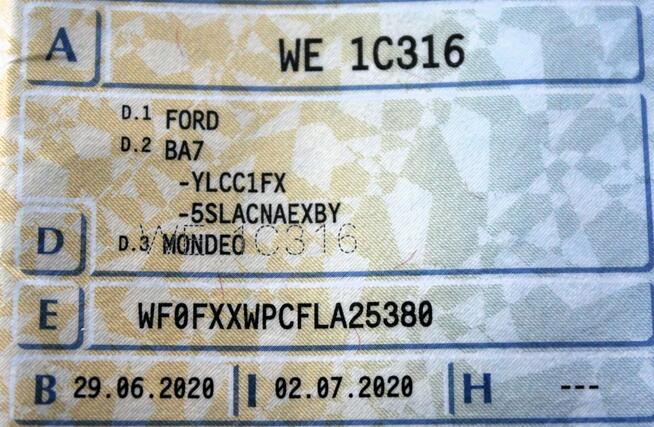 A WE 1C316
D.1 FORD
D.2 BA7
-YLCC1FX
-5SLACNAEXBY
D D.3 MONDEO
WE 1C316
E WF0FXXWPCFLA25380
B 29.06.2020 I 02.07.2020 H ---